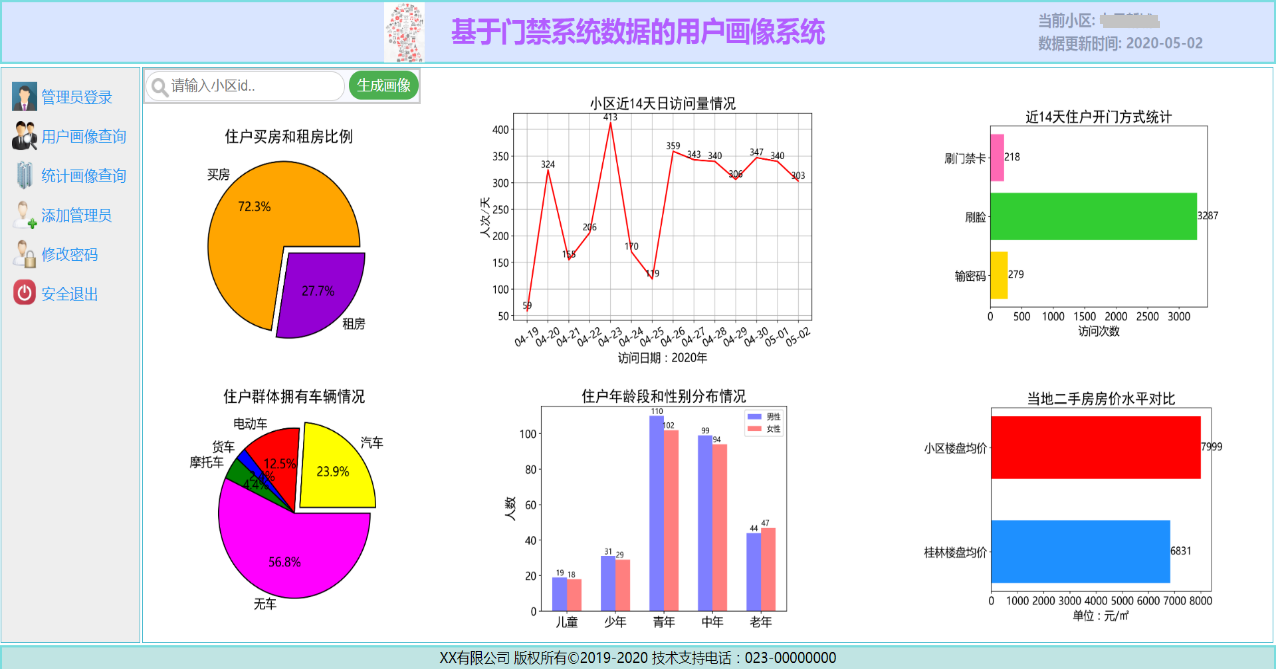 基于门禁系统数据的用户画像系统
当前小区:
数据更新时间: 2020-05-02
管理员登录
用户画像查询
统计画像查询
添加管理员
修改密码
安全退出
请输入小区id..
生成画像
住户买房和租房比例
买房
72.3%
27.7%
租房
小区近14天日访问量情况
人次/天
400
350
300
250
200
150
100
50
59
324
206
413
170
119
359
343
340
306
347
340
303
04-19
04-20
04-21
04-22
04-23
04-24
04-25
04-26
04-27
04-28
04-29
04-30
05-01
05-02
访问日期：2020年
近14天住户开门方式统计
刷门禁卡
218
刷脸
3287
输密码
279
0 500 1000 1500 2000 2500 3000
访问次数
住户群体拥有车辆情况
电动车
汽车
货车
摩托车
12.5%
23.9%
4.4%
56.8%
无车
住户年龄段和性别分布情况
男性
女性
人数
100
80
60
40
20
0
19 18
31 29
110 102
99 94
44 47
儿童 少年 青年 中年 老年
当地二手房房价水平对比
小区楼盘均价
7999
桂林楼盘均价
6831
0 1000 2000 3000 4000 5000 6000 7000 8000
单位：元/㎡
XX有限公司 版权所有©2019-2020 技术支持电话：023-00000000